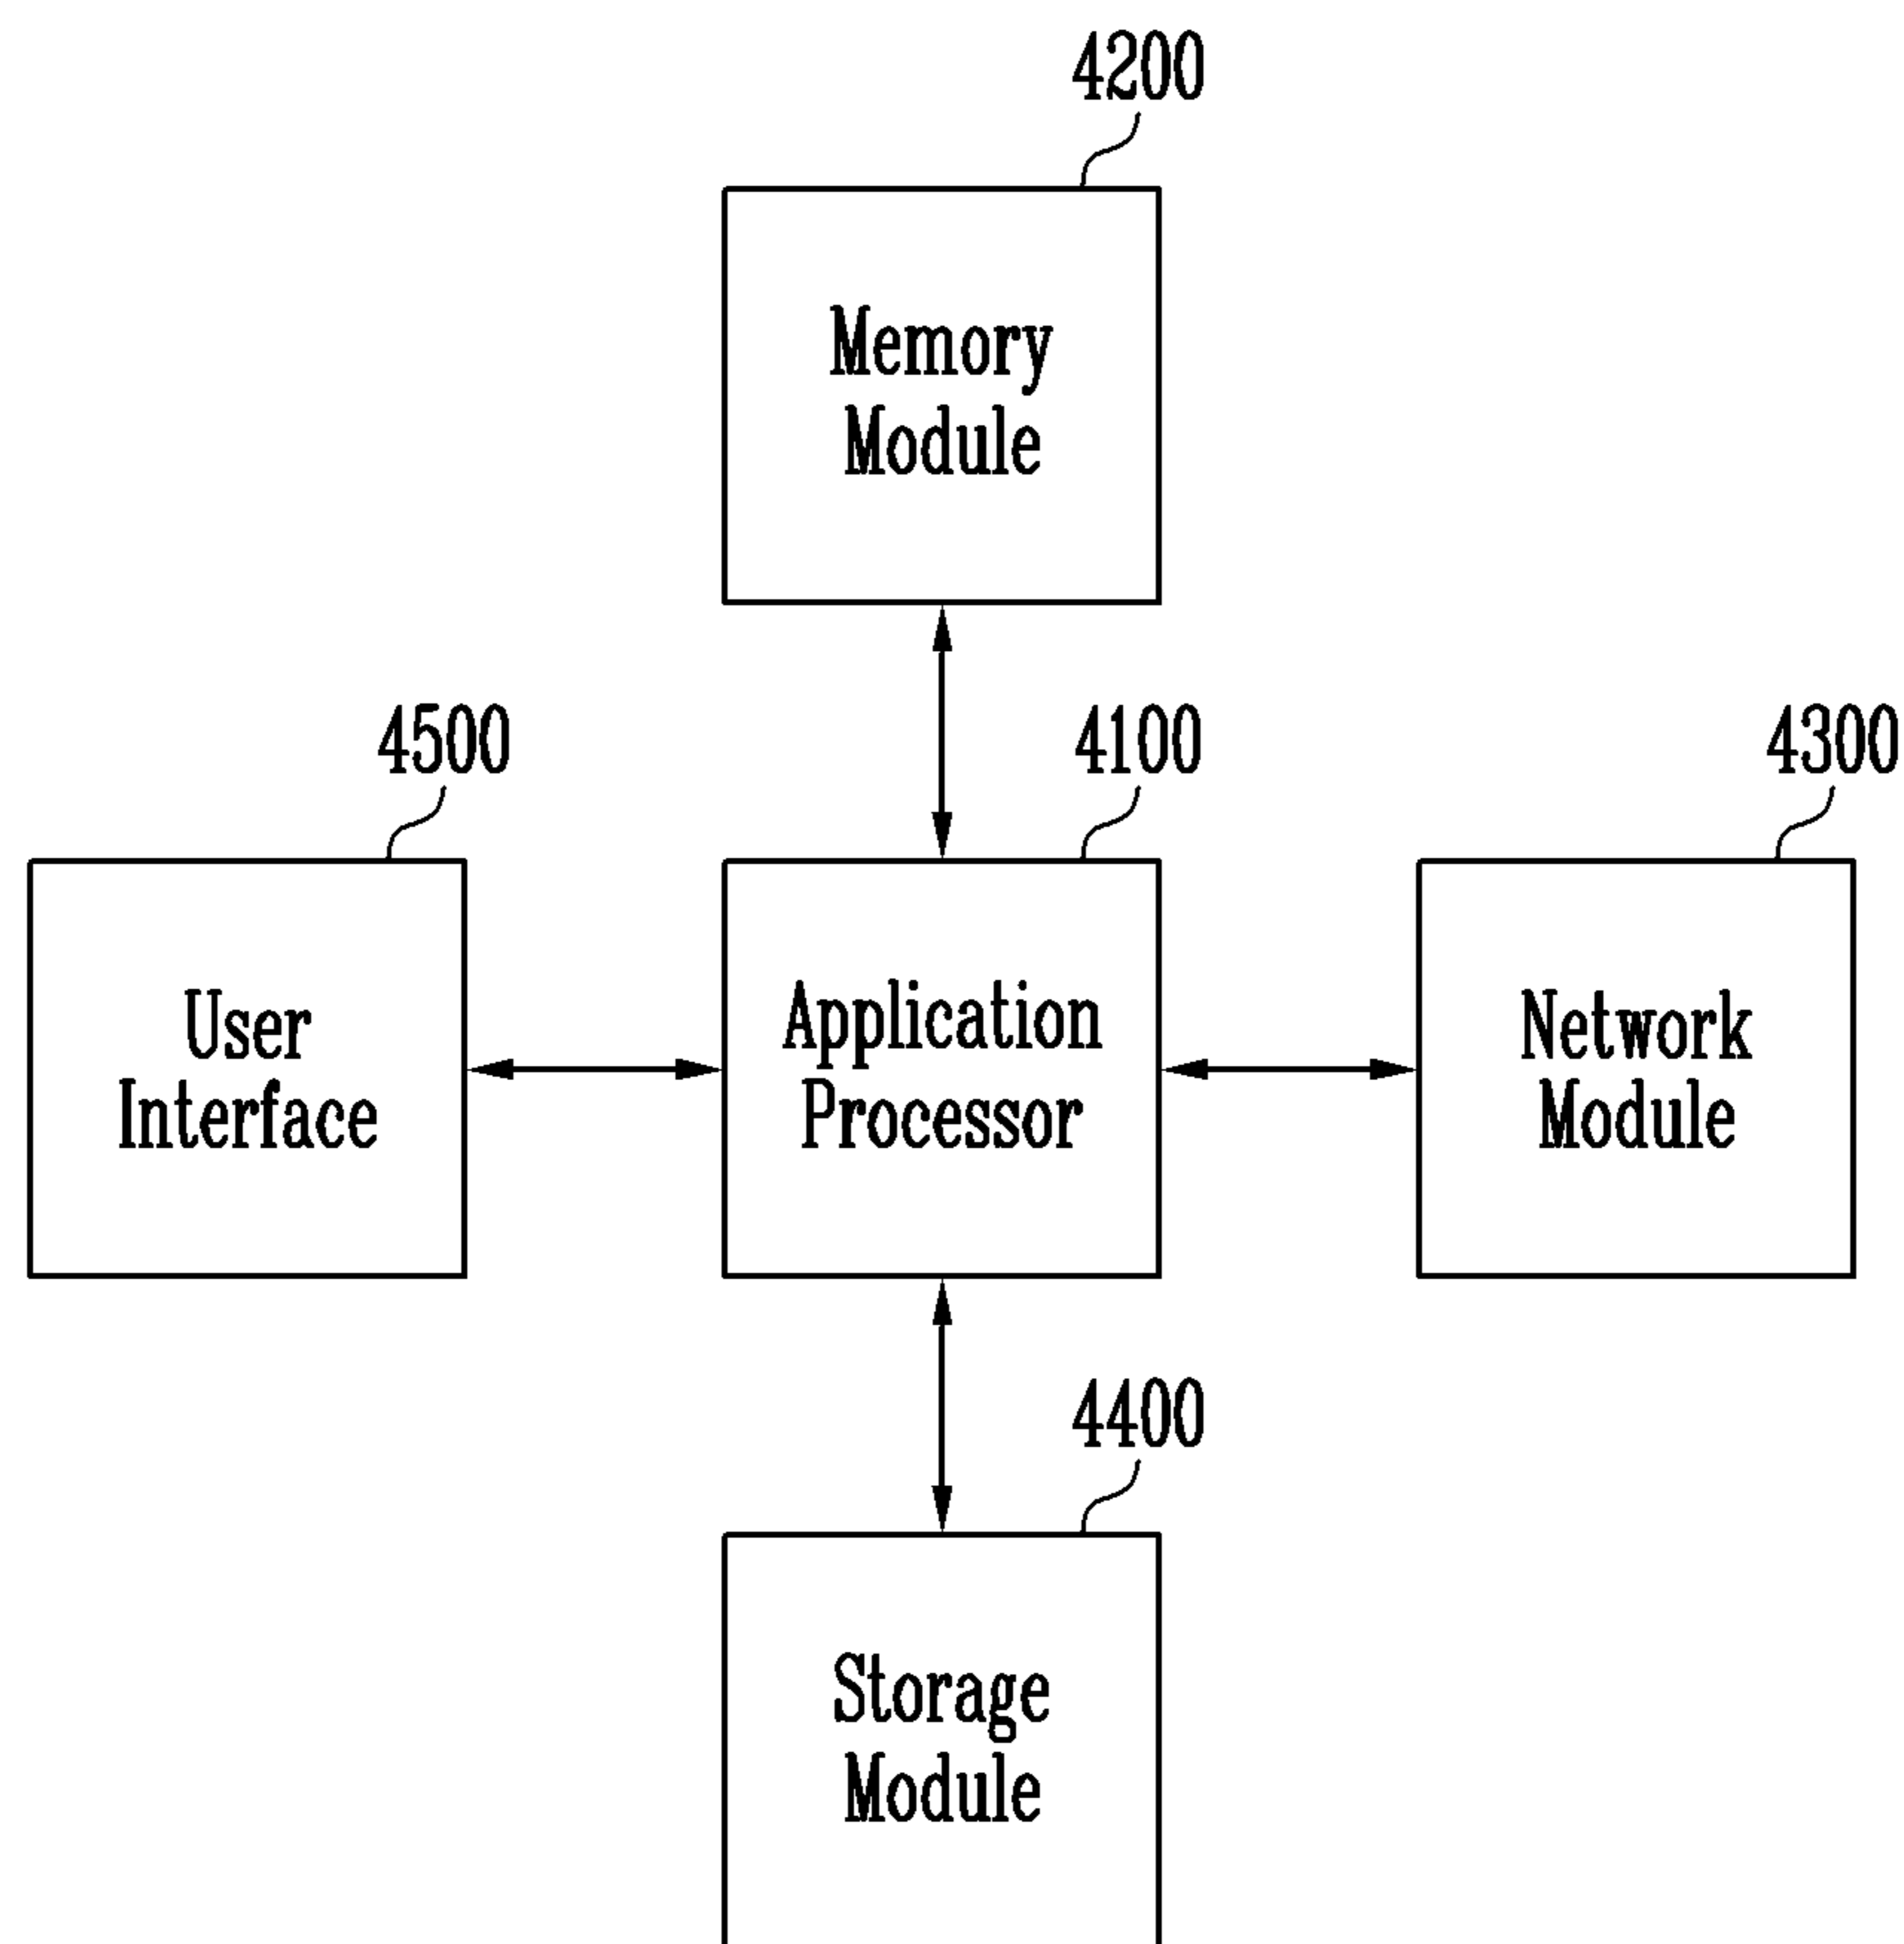 4200
Memory
Module
4500
4100
4300
User
Interface
Application
Processor
Network
Module
4400
Storage
Module